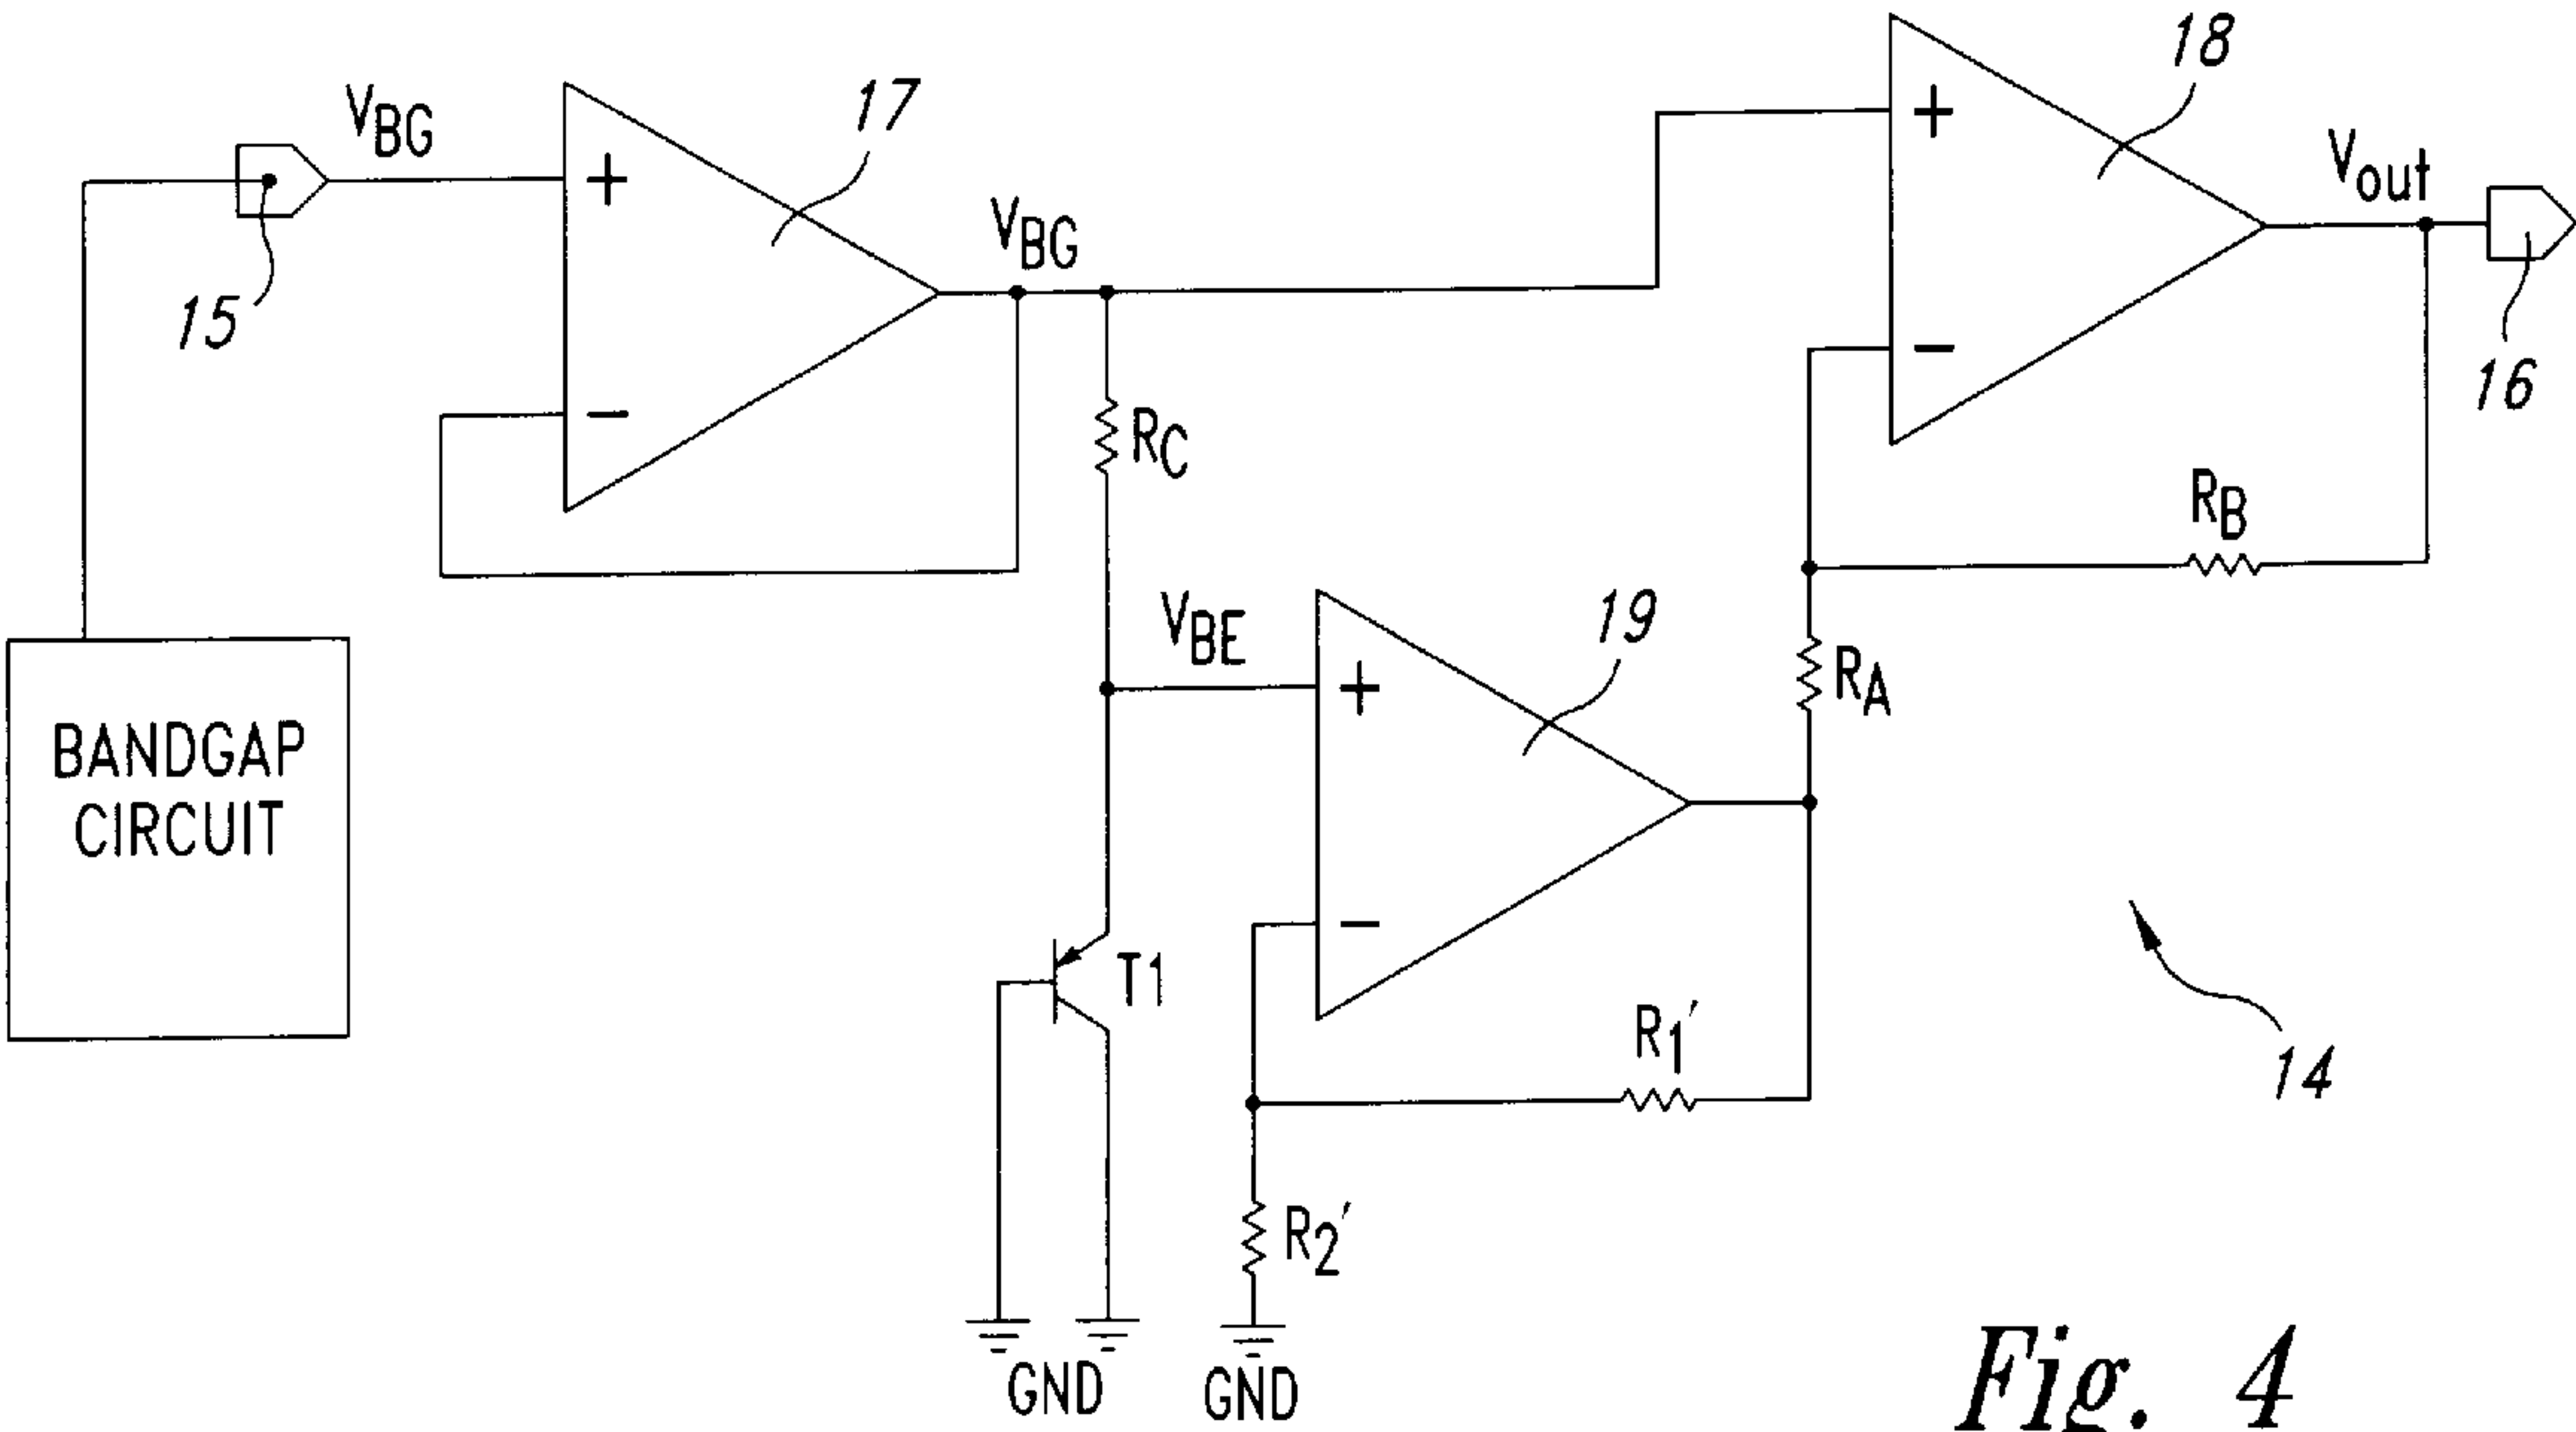 18
V_BG
17
V_out
V_BG
15
16
R_C
R_B
V_BE
19
R_A
BANDGAP
CIRCUIT
T1
R_1'
14
R_2'
GND
GND
Fig. 4
+
−
+
−
+
−